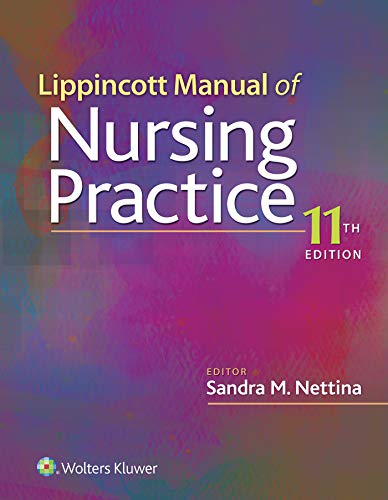 Lippincott Manual of
Nursing
Practice
11TH
EDITION
EDITOR
Sandra M. Nettina
Wolters Kluwer